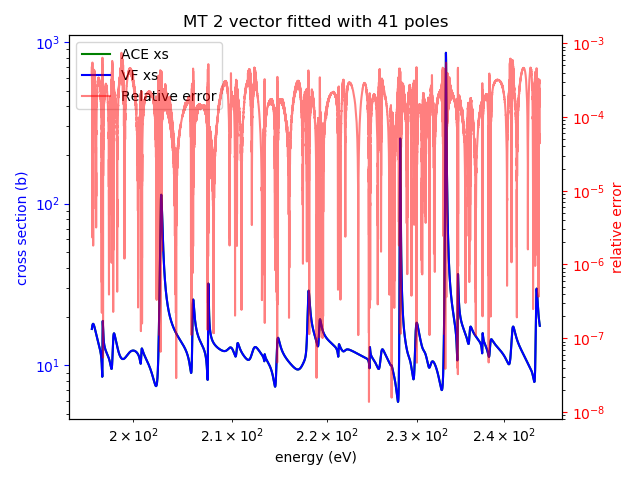 MT 2 vector fitted with 41 poles
ACE xs
VF xs
Relative error
cross section (b)
10³
10²
10¹
10⁻³
10⁻⁴
10⁻⁵
10⁻⁶
10⁻⁷
10⁻⁸
relative error
2 × 10² 2.1 × 10² 2.2 × 10² 2.3 × 10² 2.4 × 10²
energy (eV)